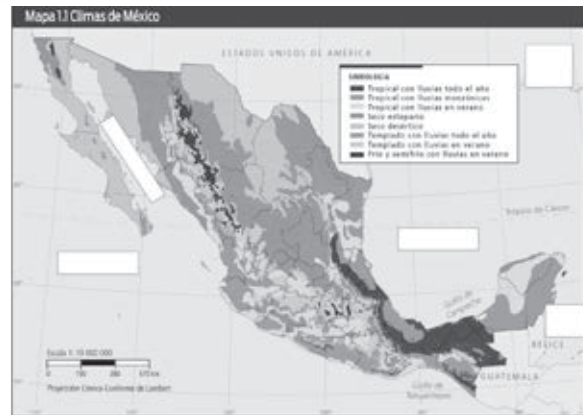 Mapa 1.1 Climas de México
ESTADOS UNIDOS DE AMÉRICA
SIMBOLOGÍA
Tropical con lluvias todo el año
Tropical con lluvias monzónicas
Tropical con lluvias en verano
Seco estepario
Seco desértico
Templado con lluvias todo el año
Templado con lluvias en verano
Frío y semifrío con lluvias en verano
Trópico de Cáncer
Golfo de
Campeche
BELICE
GUATEMALA
Golfo de
Tehuantepec
Escala 1:
Proyección Cónica Conforme de Lambert